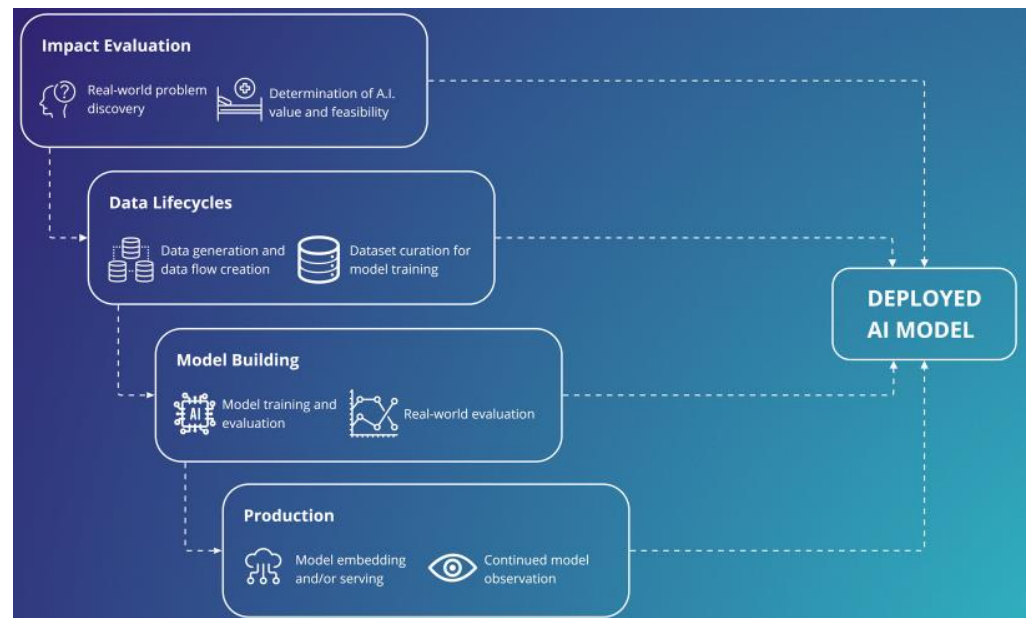 Impact Evaluation
Real-world problem
discovery
Determination of A.I.
value and feasibility
Data Lifecycles
Data generation and
data flow creation
Dataset curation for
model training
DEPLOYED
AI MODEL
Model Building
AI
Model training and
evaluation
Real-world evaluation
Production
Model embedding
and/or serving
Continued model
observation